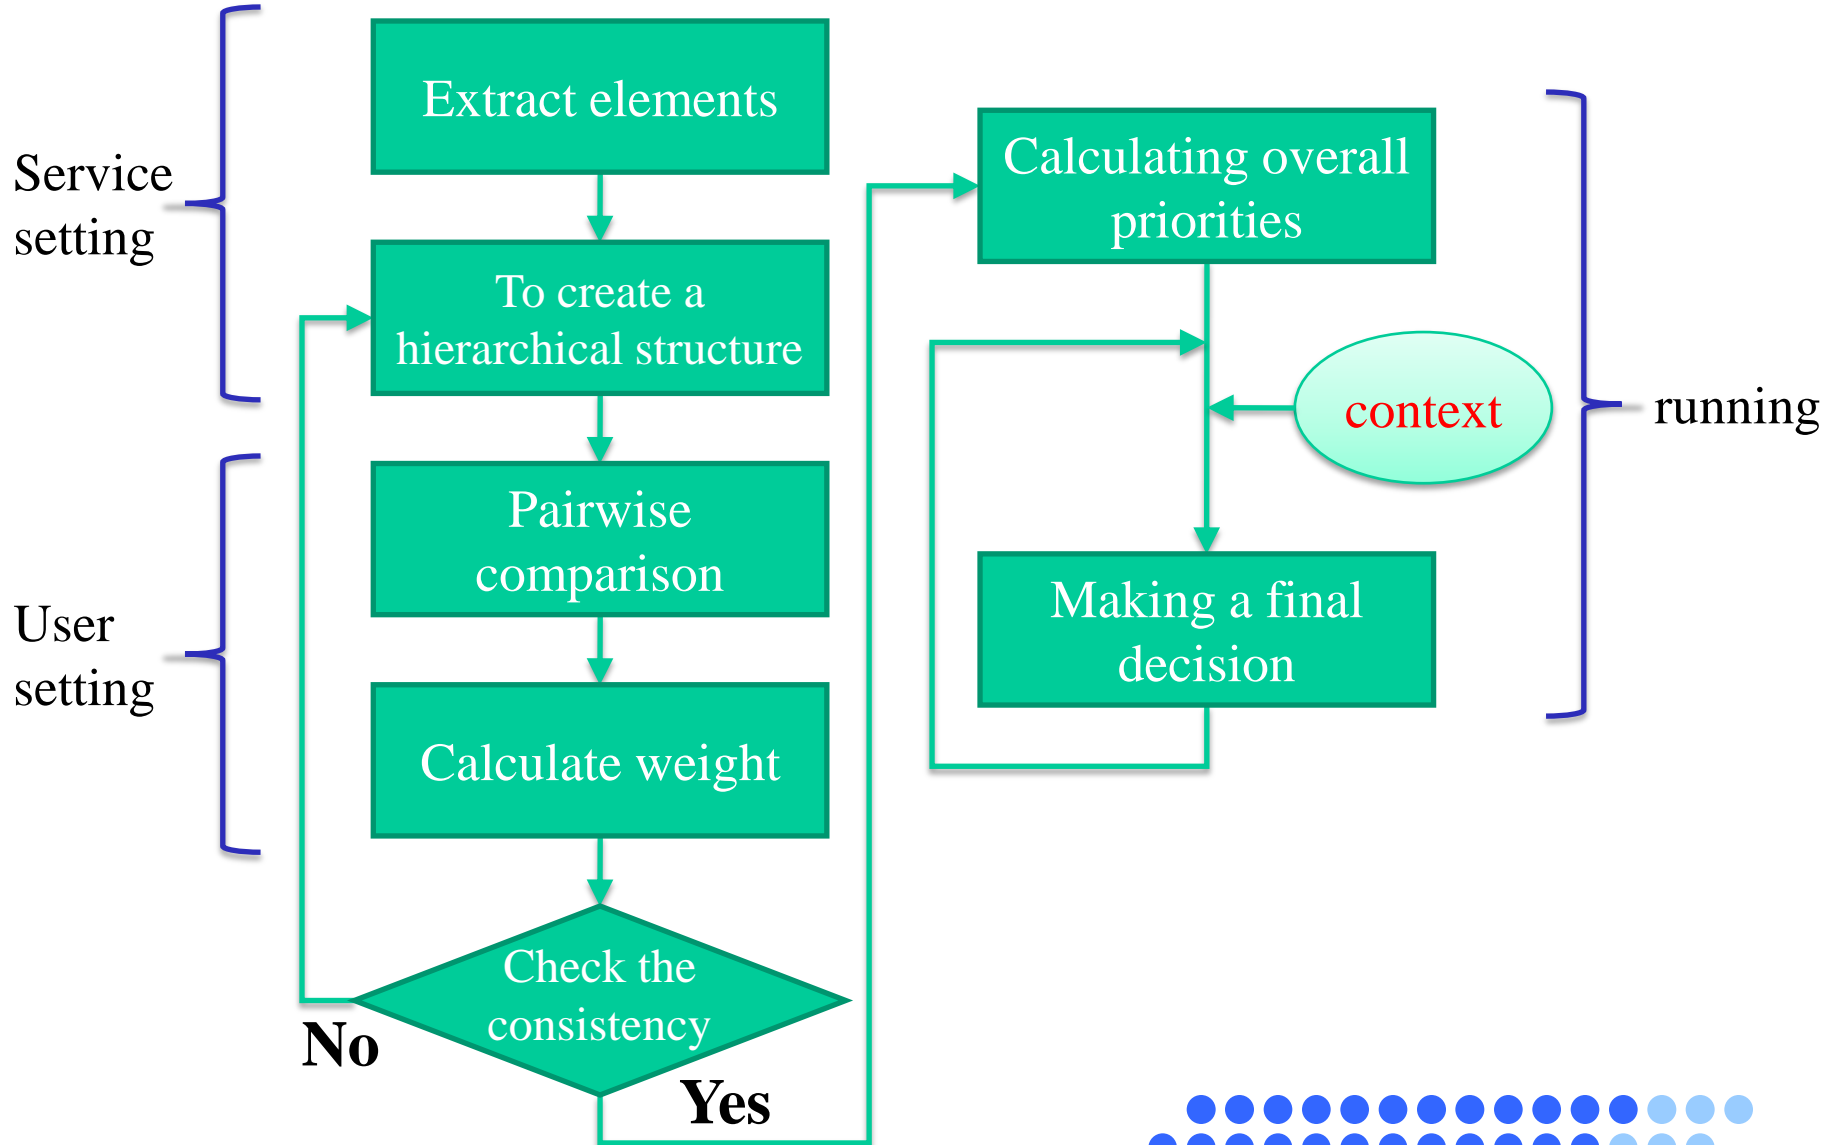 Service
setting
Extract elements
To create a
hierarchical structure
User
setting
Pairwise
comparison
Calculate weight
Check the
consistency
No
Yes
Calculating overall
priorities
context
Making a final
decision
running